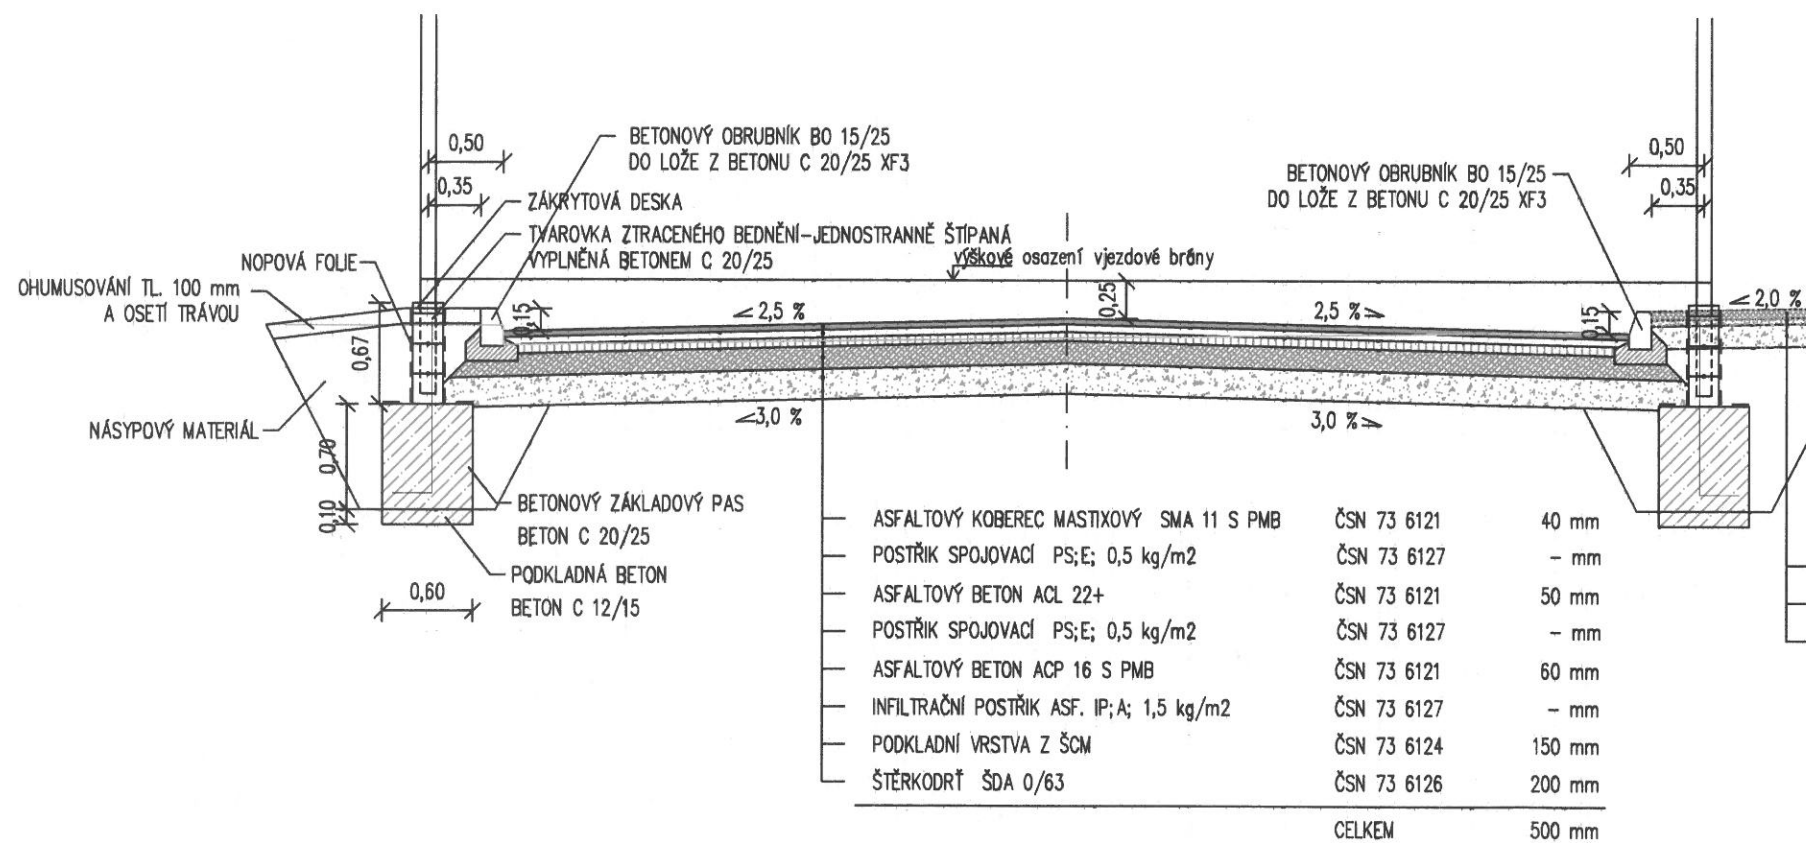 0,50
BETONOVÝ OBRUBNÍK BO 15/25
DO LOŽE Z BETONU C 20/25 XF3
0,35
ZÁKRYTOVÁ DESKA
TVAROVKA ZTRACENÉHO BEDNĚNÍ-JEDNOSTRANNĚ ŠTÍPANÁ
VYPLNĚNÁ BETONEM C 20/25
NOPOVÁ FOLIE
OHUMUSOVÁNÍ TL. 100 mm
A OSETÍ TRÁVOU
výškové osazení vjezdové brány
0,50
BETONOVÝ OBRUBNÍK BO 15/25
DO LOŽE Z BETONU C 20/25 XF3
0,35
0,15
2,5 %
0,25
2,5 %
0,15
2,0 %
0,67
3,0 %
3,0 %
NÁSYPOVÝ MATERIÁL
0,70
0,10
BETONOVÝ ZÁKLADOVÝ PAS
BETON C 20/25
PODKLADNÁ BETON
BETON C 12/15
0,60
ASFALTOVÝ KOBEREC MASTIXOVÝ SMA 11 S PMB ČSN 73 6121 40 mm
POSTŘIK SPOJOVACÍ PS;E; 0,5 kg/m2 ČSN 73 6127 - mm
ASFALTOVÝ BETON ACL 22+ ČSN 73 6121 50 mm
POSTŘIK SPOJOVACÍ PS;E; 0,5 kg/m2 ČSN 73 6127 - mm
ASFALTOVÝ BETON ACP 16 S PMB ČSN 73 6121 60 mm
INFILTRAČNÍ POSTŘIK ASF. IP;A; 1,5 kg/m2 ČSN 73 6127 - mm
PODKLADNÍ VRSTVA Z ŠCM ČSN 73 6124 150 mm
ŠTĚRKODRŤ ŠDA 0/63 ČSN 73 6126 200 mm
CELKEM 500 mm